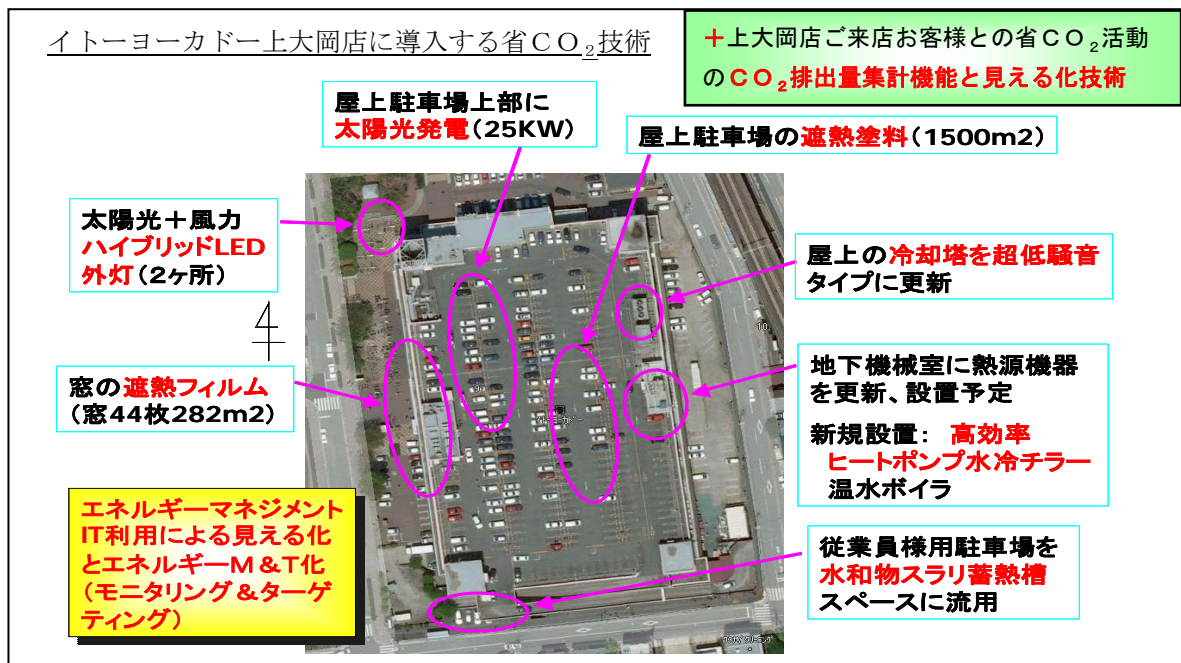 イトーヨーカドー上大岡店に導入する省CO₂技術
+上大岡店ご来店お客様との省CO₂活動
のCO₂排出量集計機能と見える化技術
屋上駐車場上部に
太陽光発電(25KW)
屋上駐車場の遮熱塗料(1500m2)
太陽光+風力
ハイブリッドLED
外灯(2ヶ所)
屋上の冷却塔を超低騒音
タイプに更新
窓の遮熱フィルム
(窓44枚282m2)
地下機械室に熱源機器
を更新、設置予定
新規設置: 高効率
ヒートポンプ水冷チラー
温水ボイラ
エネルギーマネジメント
IT利用による見える化
とエネルギーM&T化
(モニタリング&ターゲ
ティング)
従業員様用駐車場を
水和物スラリ蓄熱槽
スペースに流用